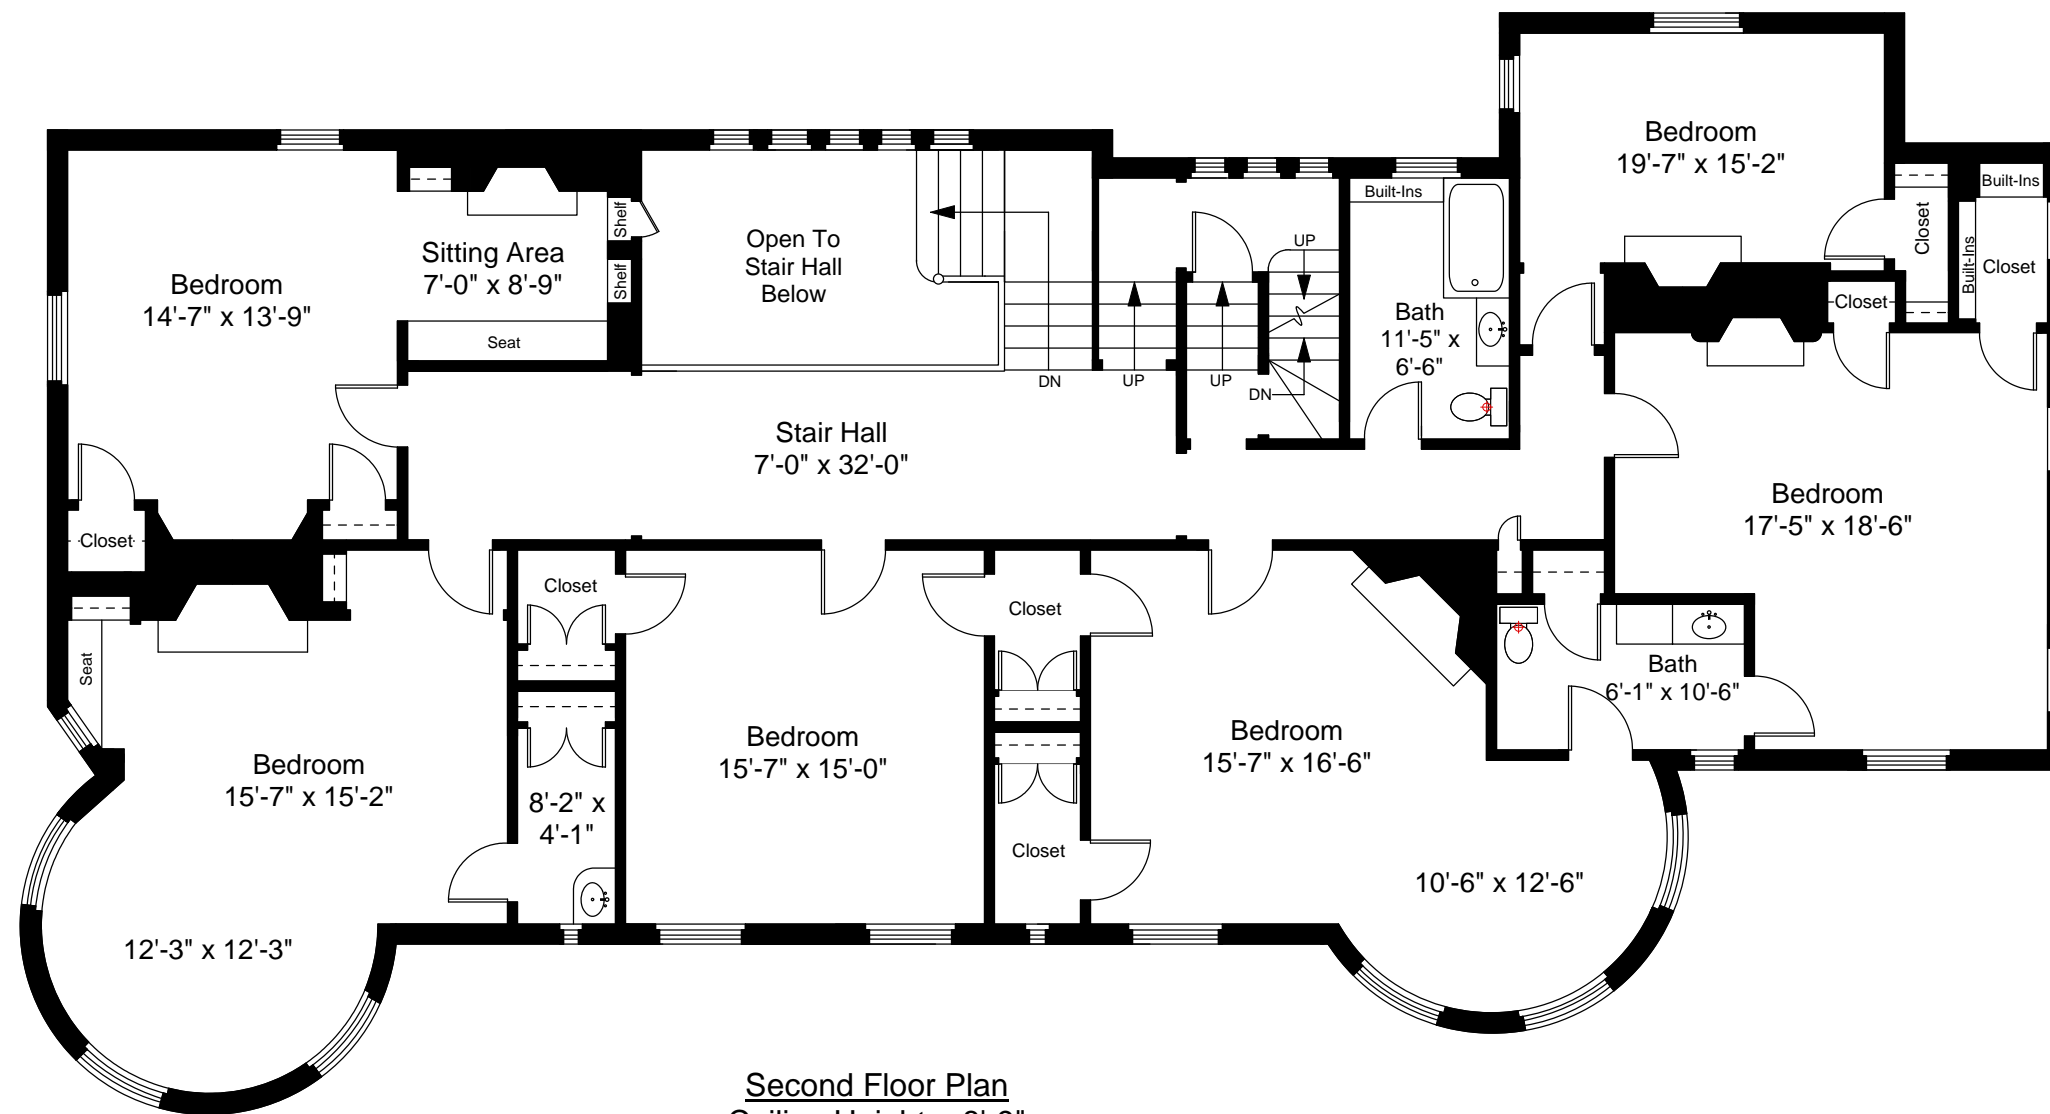 Bedroom
19'-7" x 15'-2"
Built-Ins
Closet
Built-Ins
Closet
Closet
Built-Ins
Bath
11'-5" x
6'-6"
UP
DN
UP
UP
DN
Open To
Stair Hall
Below
Shelf
Shelf
Sitting Area
7'-0" x 8'-9"
Seat
Bedroom
14'-7" x 13'-9"
Closet
Stair Hall
7'-0" x 32'-0"
Bedroom
17'-5" x 18'-6"
Closet
Closet
Seat
Bedroom
15'-7" x 15'-2"
12'-3" x 12'-3"
8'-2" x
4'-1"
Bedroom
15'-7" x 15'-0"
Closet
Bedroom
15'-7" x 16'-6"
10'-6" x 12'-6"
Bath
6'-1" x 10'-6"
Second Floor Plan